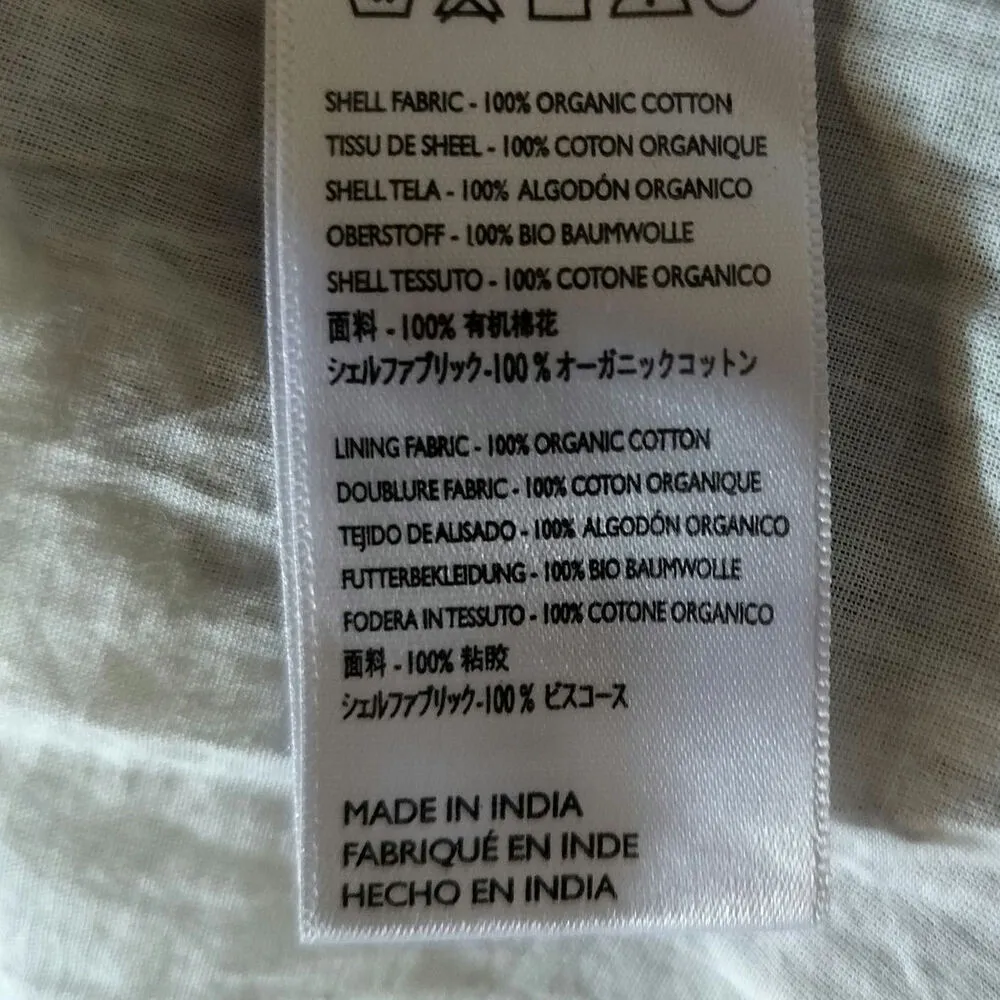 SHELL FABRIC - 100% ORGANIC COTTON
TISSU DE SHEEL - 100% COTON ORGANIQUE
SHELL TELA - 100% ALGODÓN ORGANICO
OBERSTOFF - 100% BIO BAUMWOLLE
SHELL TESSUTO - 100% COTONE ORGANICO
面料 - 100% 有机棉花
シェルファブリック-100 % オーガニックコットン
LINING FABRIC - 100% ORGANIC COTTON
DOUBLURE FABRIC - 100% COTON ORGANIQUE
TEJIDO DE ALISADO - 100% ALGODÓN ORGANICO
FUTTERBEKLEIDUNG - 100% BIO BAUMWOLLE
FODERA IN TESSUTO - 100% COTONE ORGANICO
面料 - 100% 粘胶
シェルファブリック-100 % ビスコース
MADE IN INDIA
FABRIQUÉ EN INDE
HECHO EN INDIA